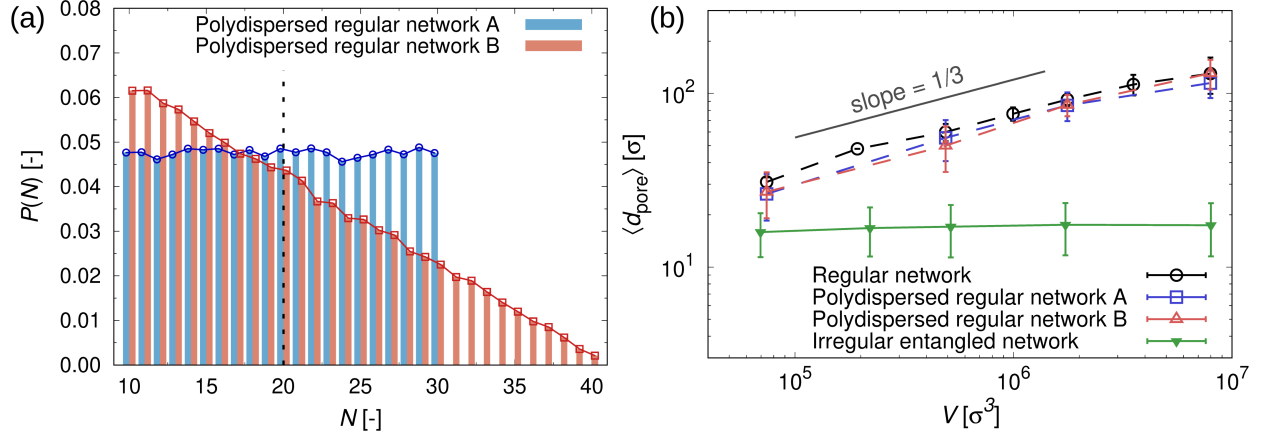 (a)
Polydispersed regular network A
Polydispersed regular network B
0.08
0.07
0.06
0.05
0.04
0.03
0.02
0.01
0.00
P(N) [-]
10 15 20 25 30 35 40
N [-]
(b)
slope = 1/3
10²
10¹
⟨d_pore⟩ [σ]
Regular network
Polydispersed regular network A
Polydispersed regular network B
Irregular entangled network
10⁵ 10⁶ 10⁷
V [σ³]